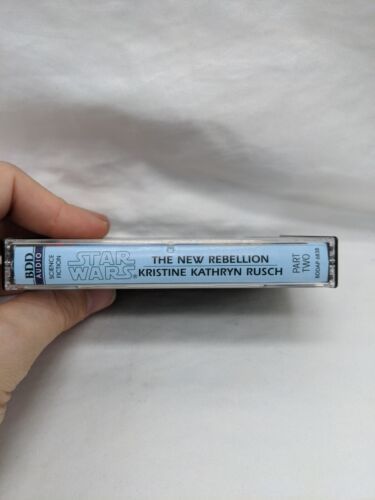 BDD
AUDIO
SCIENCE
FICTION
STAR
WARS®
THE NEW REBELLION
KRISTINE KATHRYN RUSCH
PART
TWO